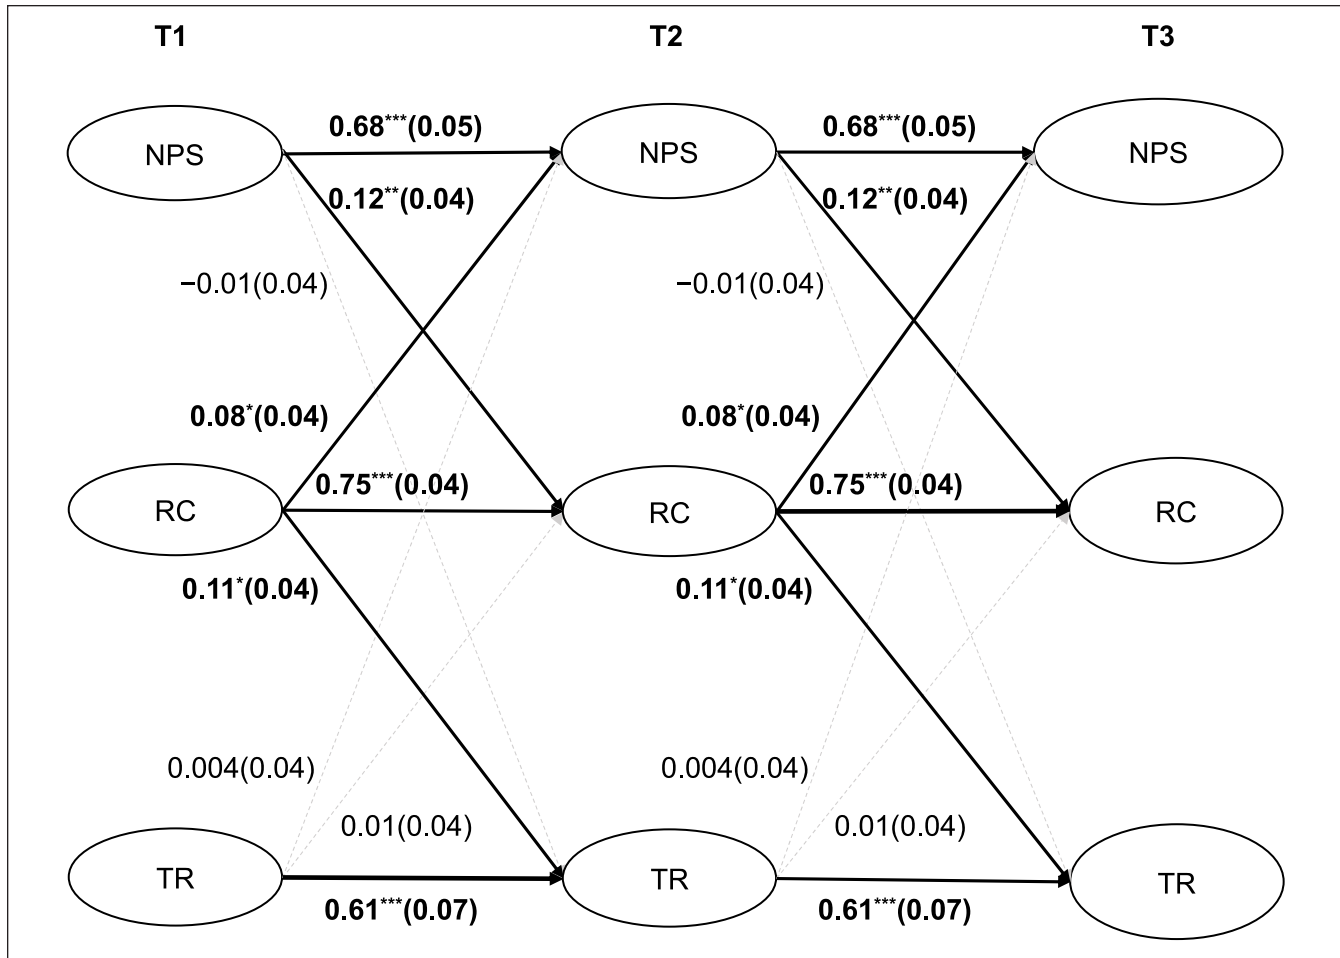 T1 T2 T3
0.68***(0.05) 0.68***(0.05)
NPS NPS NPS
0.12**(0.04) 0.12**(0.04)
−0.01(0.04) −0.01(0.04)
0.08*(0.04) 0.08*(0.04)
0.75***(0.04) 0.75***(0.04)
RC RC RC
0.11*(0.04) 0.11*(0.04)
0.004(0.04) 0.004(0.04)
0.01(0.04) 0.01(0.04)
TR TR TR
0.61***(0.07) 0.61***(0.07)